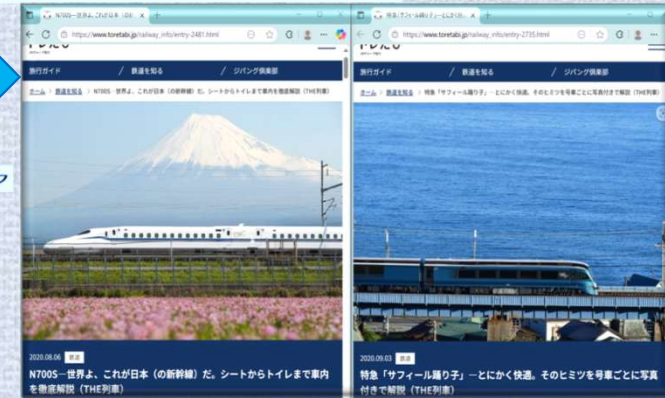 N700S―世界よ、これが日本（の新
https://www.toretabi.jp/railway_info/entry-2481.html
旅行ガイド / 鉄道を知る / ジパング倶楽部
ホーム > 鉄道を知る > N700S―世界よ、これが日本（の新幹線）だ。シートからトイレまで車内を徹底解説（THE列車）
2020.08.06 鉄道
N700S―世界よ、これが日本（の新幹線）だ。シートからトイレまで車内
を徹底解説（THE列車）
特急「サフィール踊り子」―とにかく快
https://www.toretabi.jp/railway_info/entry-2735.html
旅行ガイド / 鉄道を知る / ジパング倶楽部
ホーム > 鉄道を知る > 特急「サフィール踊り子」―とにかく快適。そのヒミツを号車ごとに写真付きで解説（THE列車）
2020.09.03 鉄道
特急「サフィール踊り子」―とにかく快適。そのヒミツを号車ごとに写真
付きで解説（THE列車）